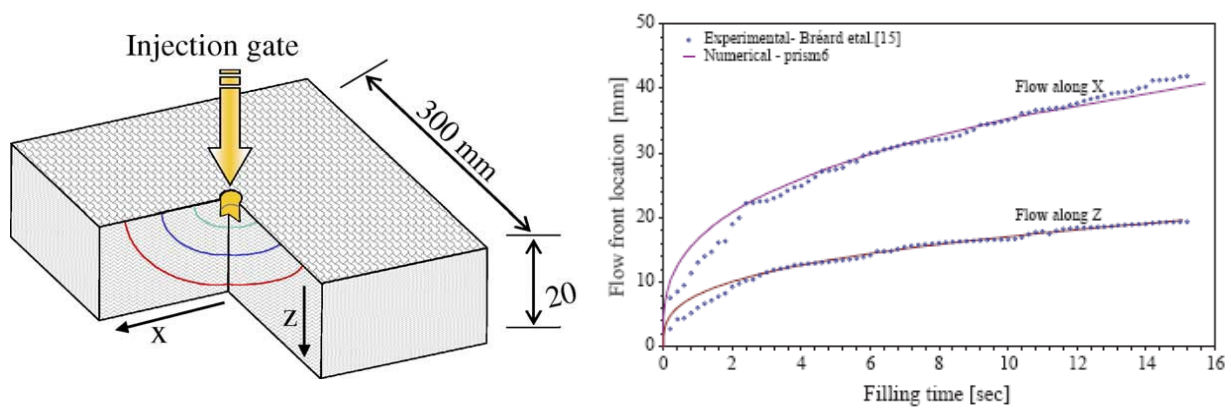 Injection gate
300 mm
20
x
z
50
40
30
20
10
0
Flow front location [mm]
Experimental- Bréard etal.[15]
Numerical - prism6
Flow along X
Flow along Z
0 2 4 6 8 10 12 14 16
Filling time [sec]